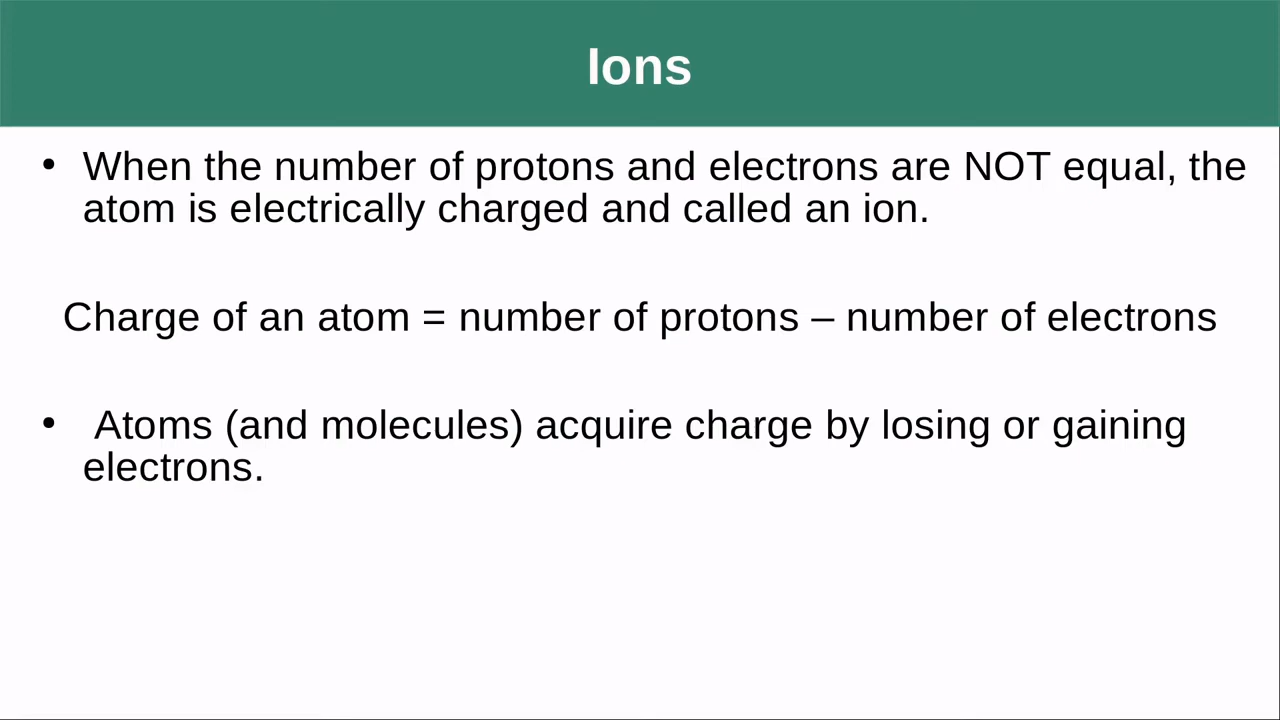 Ions
• When the number of protons and electrons are NOT equal, the
atom is electrically charged and called an ion.
Charge of an atom = number of protons – number of electrons
• Atoms (and molecules) acquire charge by losing or gaining
electrons.